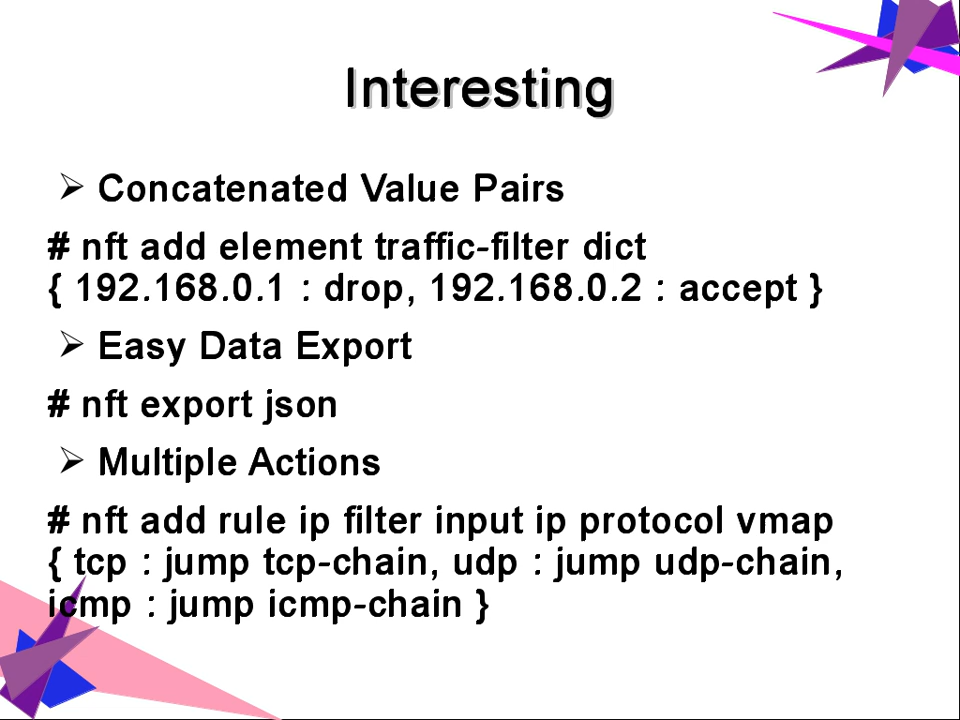 Interesting
➢ Concatenated Value Pairs
# nft add element traffic-filter dict
{ 192.168.0.1 : drop, 192.168.0.2 : accept }
➢ Easy Data Export
# nft export json
➢ Multiple Actions
# nft add rule ip filter input ip protocol vmap
{ tcp : jump tcp-chain, udp : jump udp-chain,
icmp : jump icmp-chain }